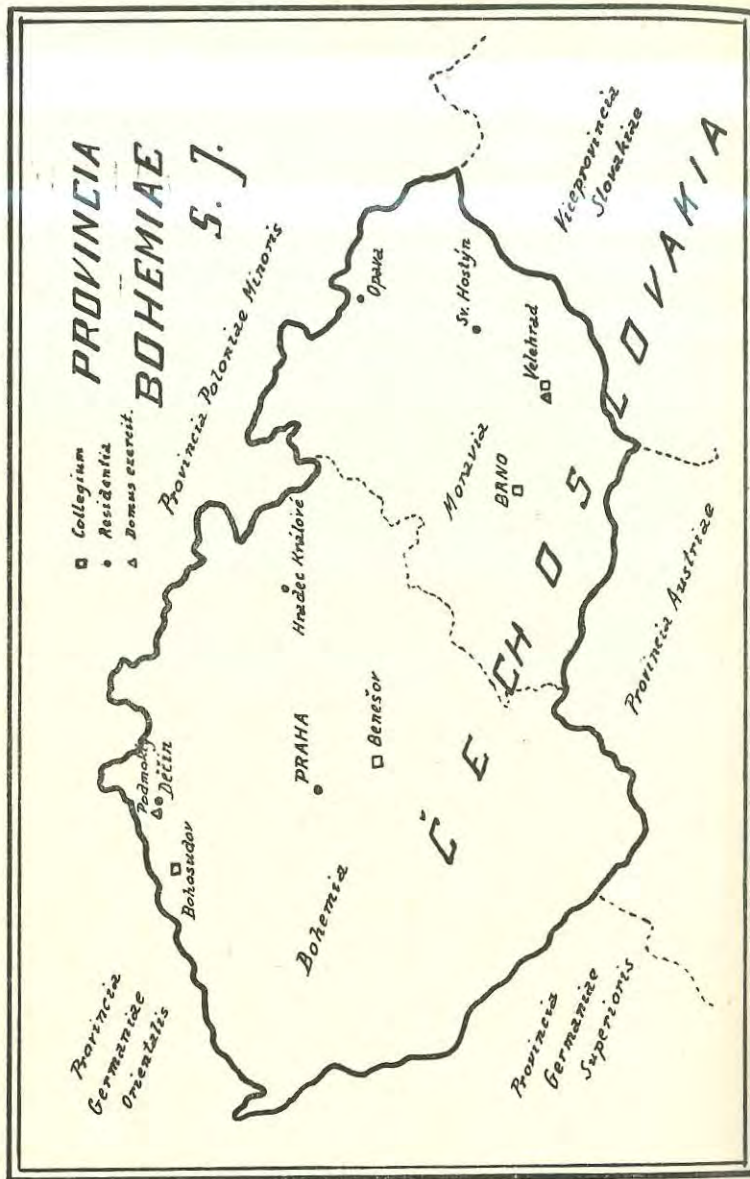 PROVINCIA
BOHEMIAE
S. J.
Collegium
Residentia
Domus exercit.
Provincia Poloniae Minoris
Provincia
Germaniae
Orientalis
Podmokly
Děčín
Bohosudov
Hradec Králové
PRAHA
Benešov
Bohemia
Opava
Sv. Hostýn
Velehrad
Moravia
BRNO
ČECHOSLOVAKIA
Viceprovincia
Slovakiae
Provincia Austriae
Provincia
Germaniae
Superioris